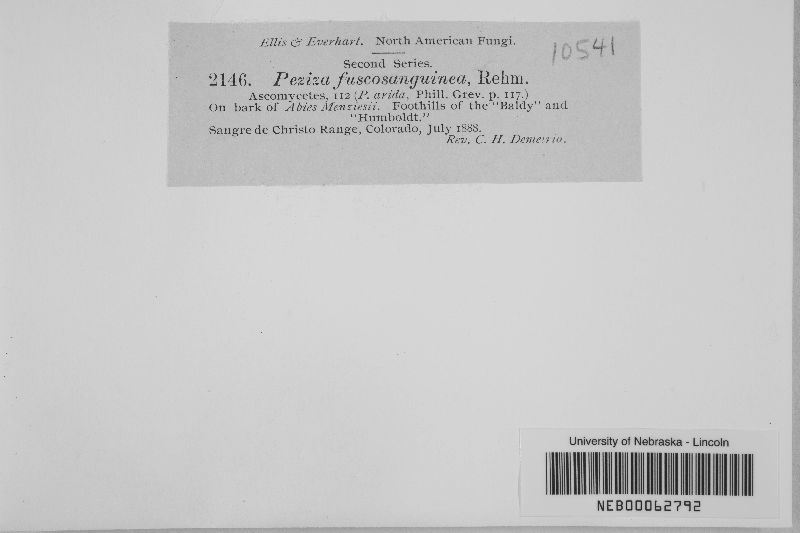 Ellis & Everhart. North American Fungi.
10541
Second Series.
2146. Peziza fuscosanguinea, Rehm.
Ascomycetes, 112 (P. arida, Phill. Grev. p. 117.)
On bark of Abies Menziesii. Foothills of the "Baldy" and
"Humboldt,"
Sangre de Christo Range, Colorado, July 1888.
Rev. C. H. Demetrio.
University of Nebraska - Lincoln
NEB00062792